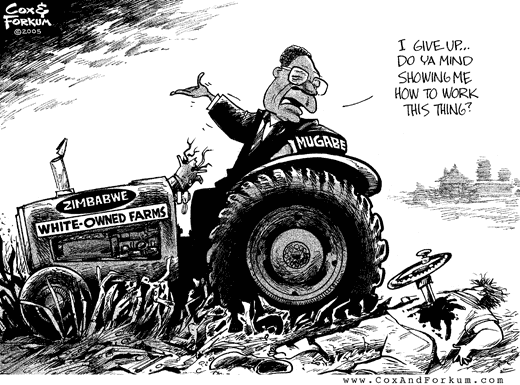 Cox &
Forkum
©2005
I GIVE UP...
DO YA MIND
SHOWING ME
HOW TO WORK
THIS THING?
MUGABE
ZIMBABWE
WHITE-OWNED FARMS
www.CoxAndForkum.com